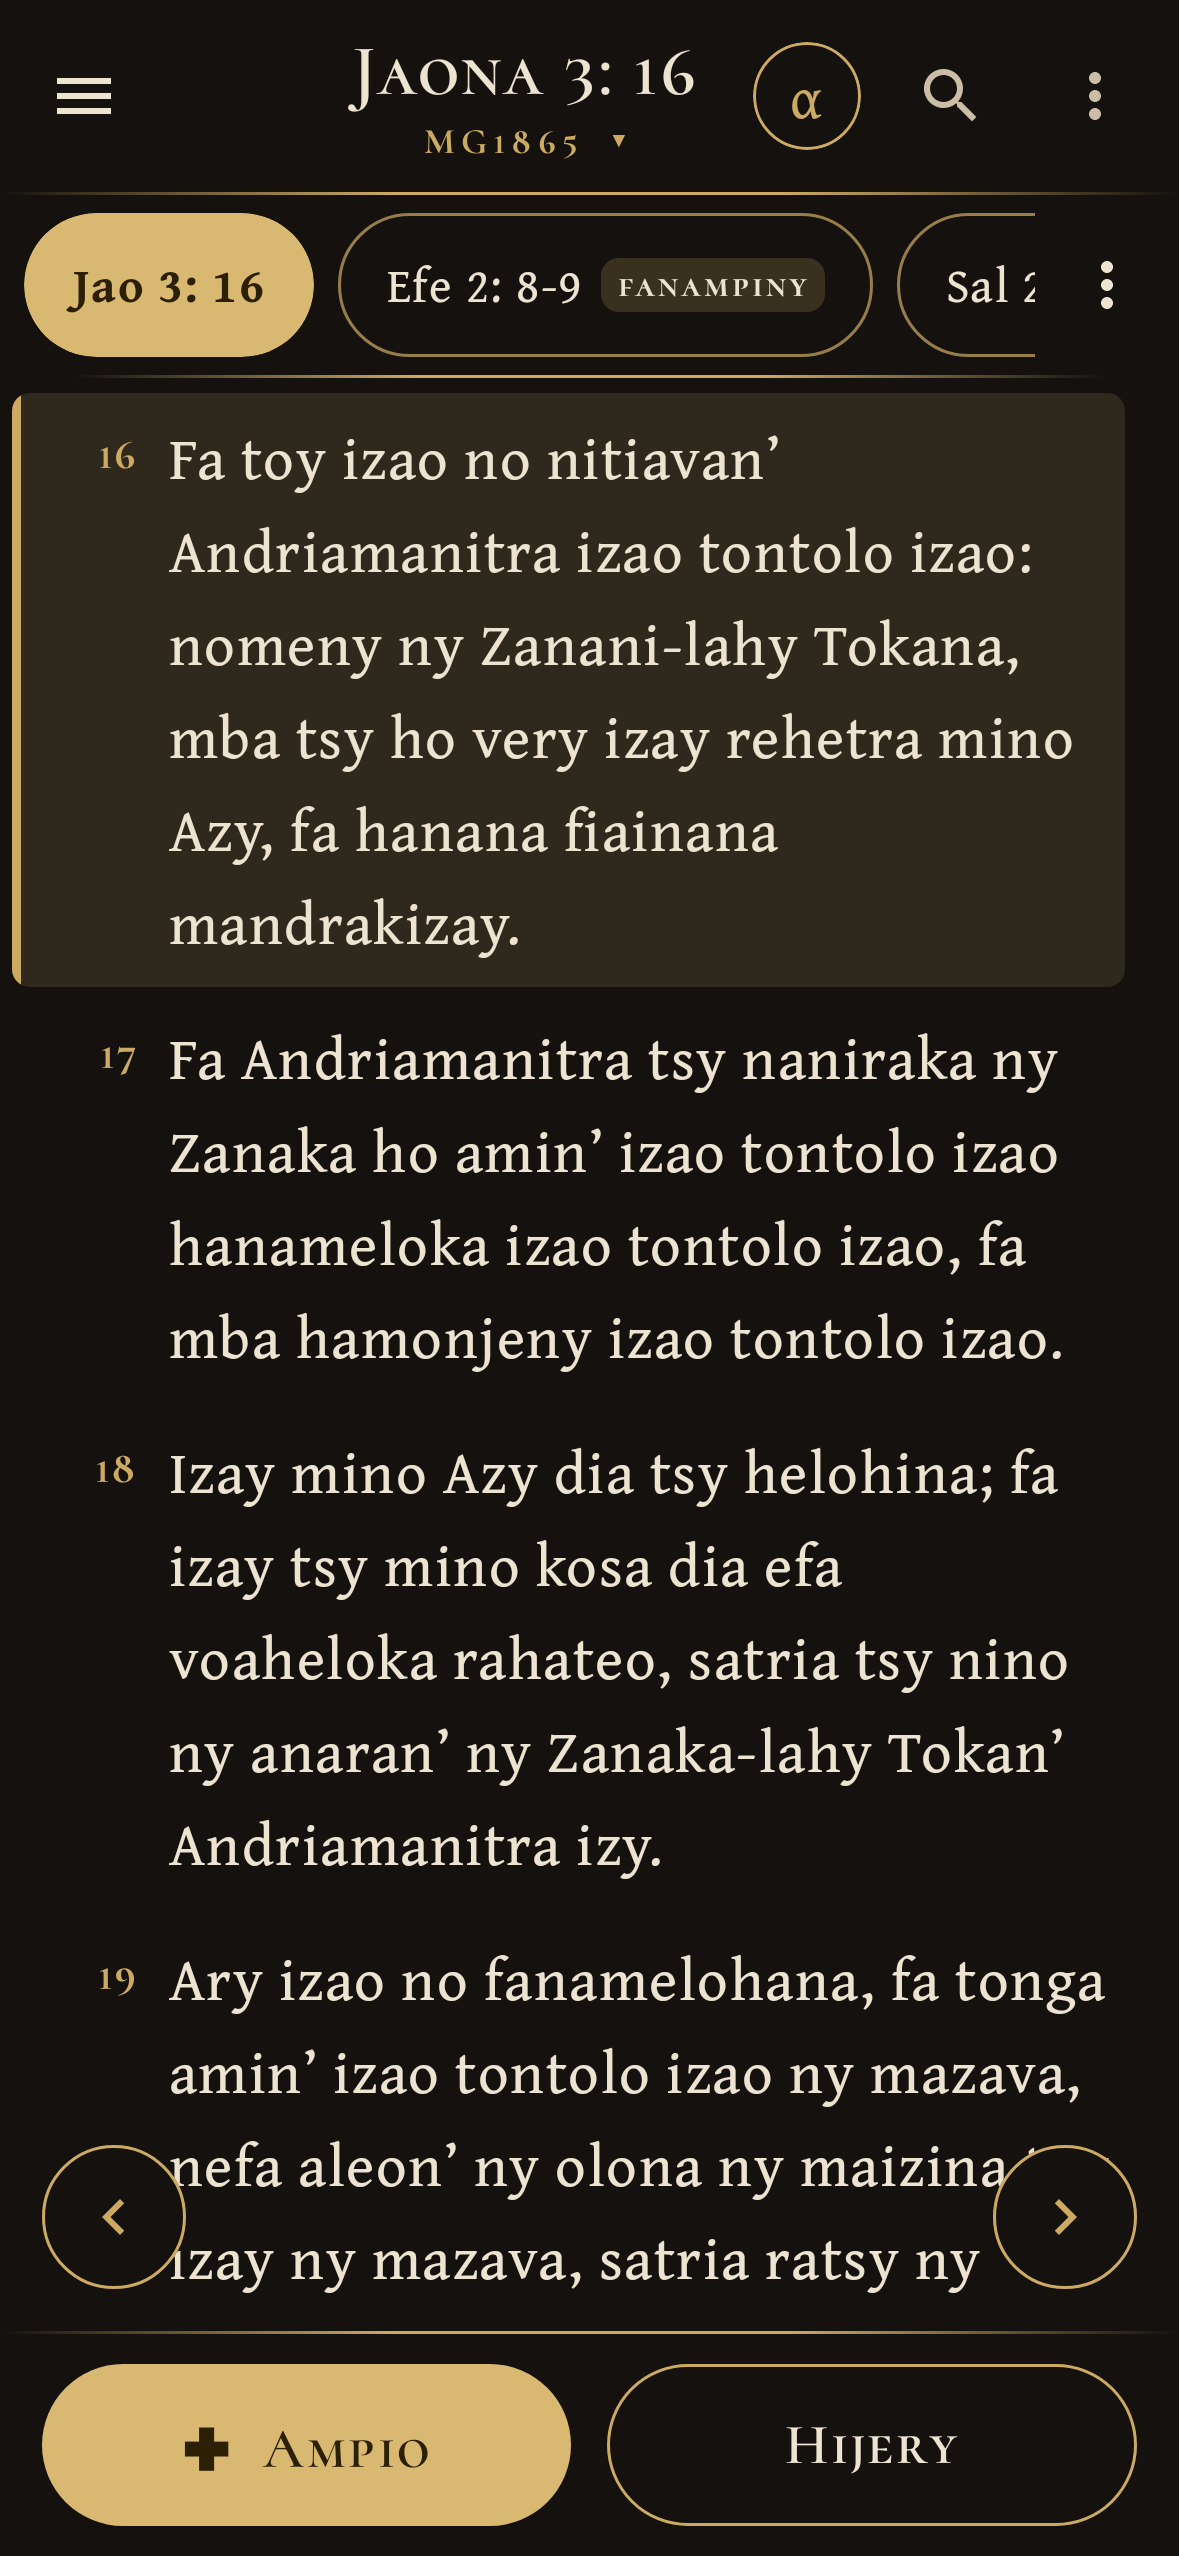 Jaona 3: 16
α
MG1865 ▼
Jao 3: 16
Efe 2: 8-9 FANAMPINY
Sal
16 Fa toy izao no nitiavan’
Andriamanitra izao tontolo izao:
nomeny ny Zanani-lahy Tokana,
mba tsy ho very izay rehetra mino
Azy, fa hanana fiainana
mandrakizay.
17 Fa Andriamanitra tsy naniraka ny
Zanaka ho amin’ izao tontolo izao
hanameloka izao tontolo izao, fa
mba hamonjeny izao tontolo izao.
18 Izay mino Azy dia tsy helohina; fa
izay tsy mino kosa dia efa
voaheloka rahateo, satria tsy nino
ny anaran’ ny Zanaka-lahy Tokan’
Andriamanitra izy.
19 Ary izao no fanamelohana, fa tonga
amin’ izao tontolo izao ny mazava,
nefa aleon’ ny olona ny maizina
izay ny mazava, satria ratsy ny
Ampio
Hijery